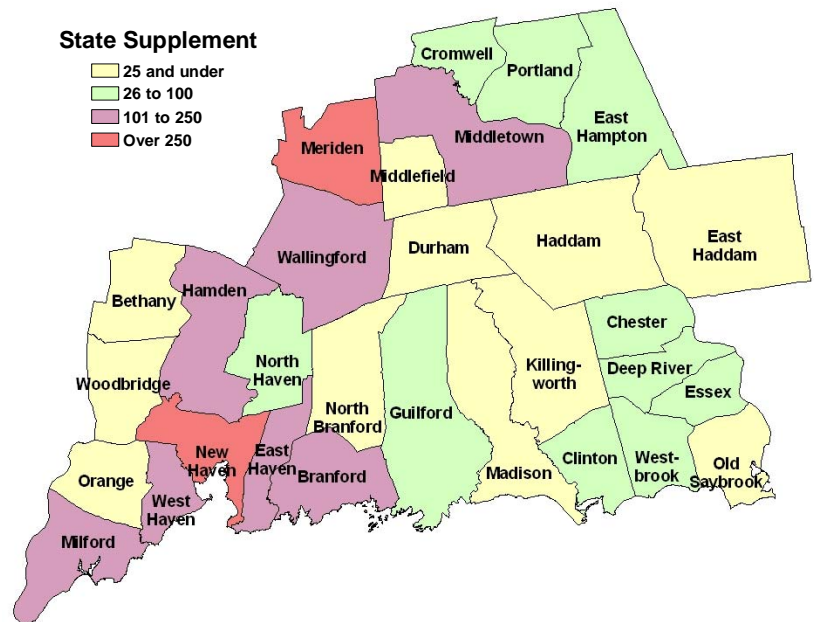 State Supplement
25 and under
26 to 100
101 to 250
Over 250
Cromwell
Portland
East
Hampton
Middletown
Meriden
Middlefield
Wallingford
Durham
Haddam
East
Haddam
Bethany
Hamden
Chester
North
Haven
Killing-
worth
Deep River
Woodbridge
Essex
North
Branford
Guilford
New
Haven
East
Haven
Branford
Madison
Clinton
West-
brook
Old
Saybrook
Orange
West
Haven
Milford